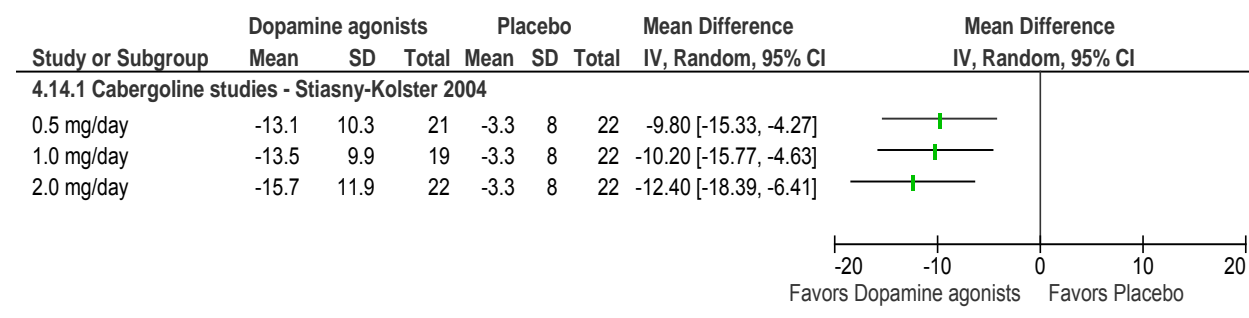 Dopamine agonists Placebo Mean Difference Mean Difference
Study or Subgroup Mean SD Total Mean SD Total IV, Random, 95% CI IV, Random, 95% CI
4.14.1 Cabergoline studies - Stiasny-Kolster 2004
0.5 mg/day -13.1 10.3 21 -3.3 8 22 -9.80 [-15.33, -4.27]
1.0 mg/day -13.5 9.9 19 -3.3 8 22 -10.20 [-15.77, -4.63]
2.0 mg/day -15.7 11.9 22 -3.3 8 22 -12.40 [-18.39, -6.41]
-20 -10 0 10 20
Favors Dopamine agonists Favors Placebo